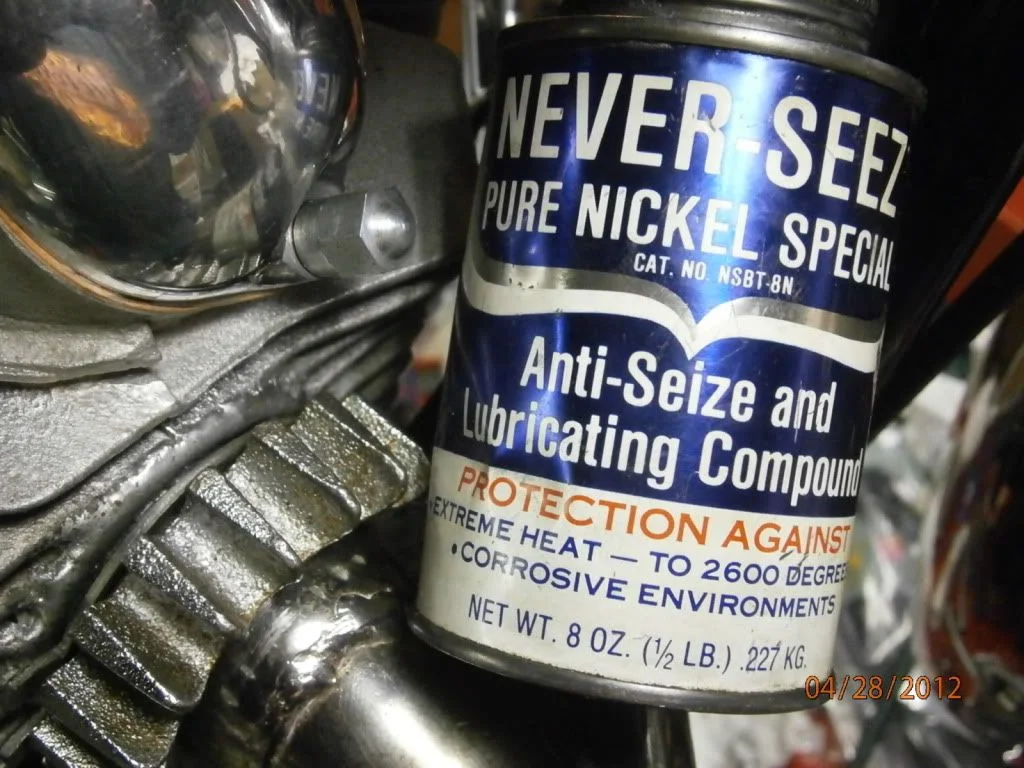 NEVER-SEEZ
PURE NICKEL SPECIAL
CAT. NO. NSBT-8N
Anti-Seize and
Lubricating Compound
PROTECTION AGAINST
•EXTREME HEAT — TO 2600 DEGREE
•CORROSIVE ENVIRONMENTS
NET WT. 8 OZ. (½ LB.) .227 KG.
04/28/2012